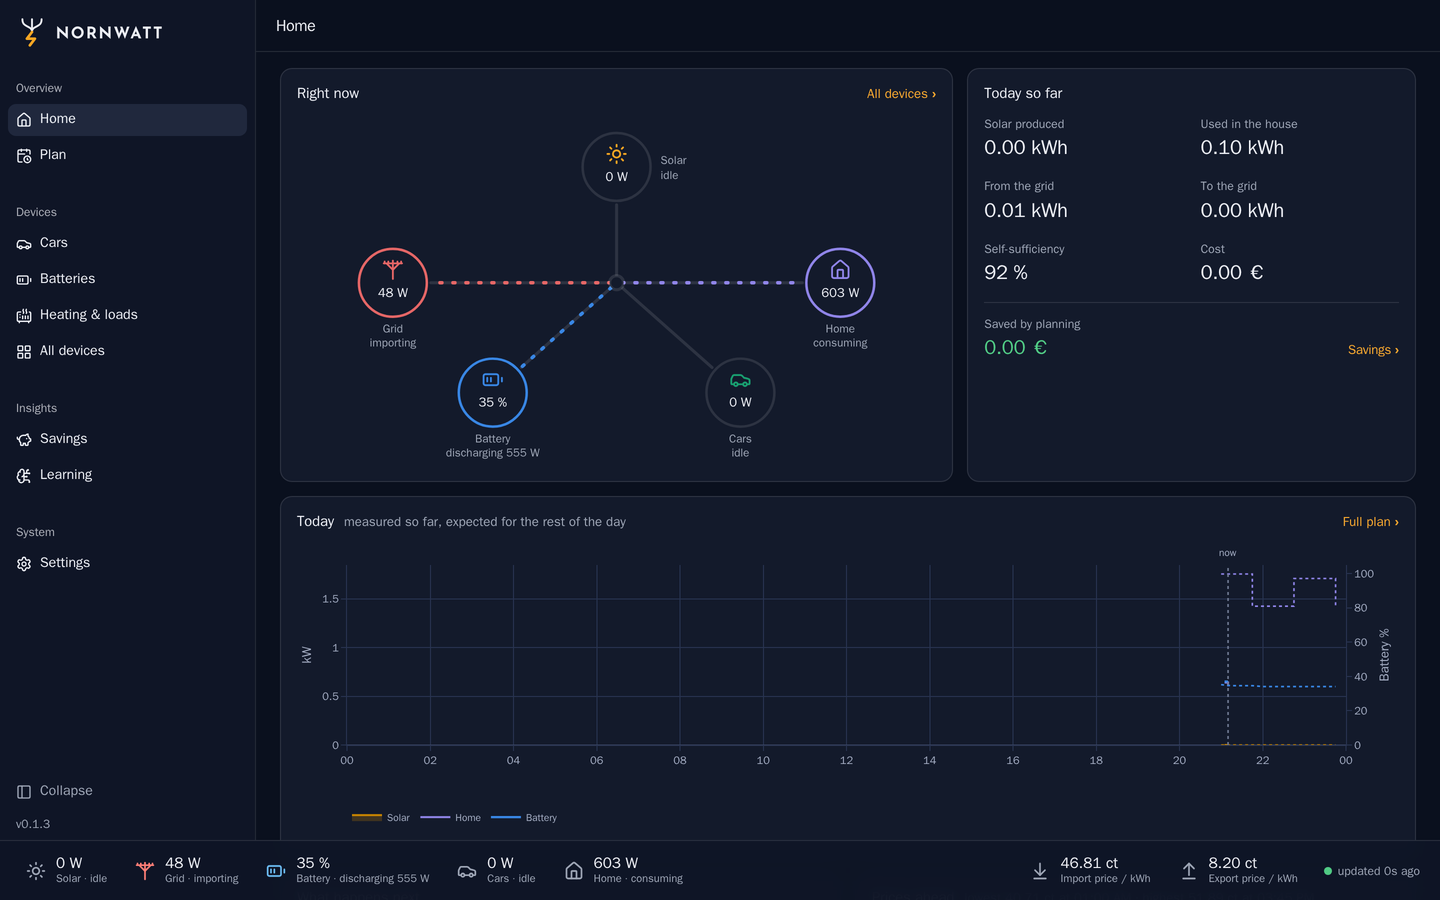 NORNWATT
Overview
Home
Plan
Devices
Cars
Batteries
Heating & loads
All devices
Insights
Savings
Learning
System
Settings
Collapse
v0.1.3
Home
Right now
All devices ›
0 W
Solar
idle
48 W
Grid
importing
603 W
Home
consuming
35 %
Battery
discharging 555 W
0 W
Cars
idle
Today so far
Solar produced
0.00 kWh
Used in the house
0.10 kWh
From the grid
0.01 kWh
To the grid
0.00 kWh
Self-sufficiency
92 %
Cost
0.00 €
Saved by planning
0.00 €
Savings ›
Today measured so far, expected for the rest of the day
Full plan ›
now
kW
1.5
1
0.5
0
100
80
60
40
20
0
Battery %
00 02 04 06 08 10 12 14 16 18 20 22 00
Solar Home Battery
0 W
Solar · idle
48 W
Grid · importing
35 %
Battery · discharging 555 W
0 W
Cars · idle
603 W
Home · consuming
46.81 ct
Import price / kWh
8.20 ct
Export price / kWh
updated 0s ago